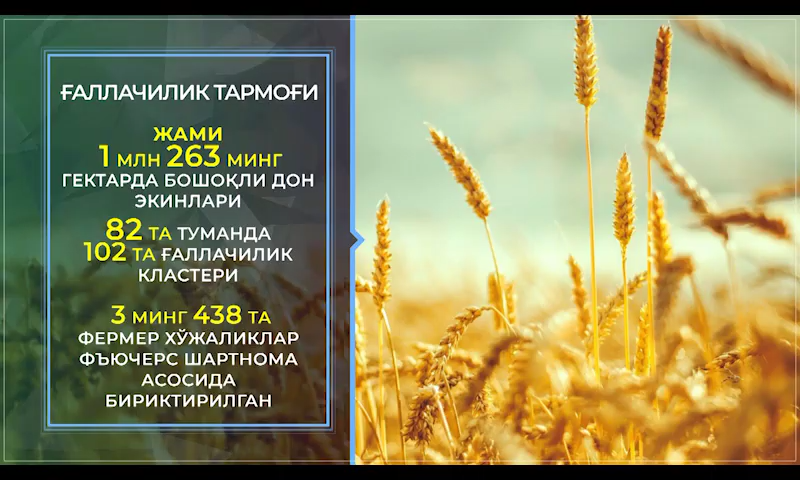 ҒАЛЛАЧИЛИК ТАРМОҒИ
ЖАМИ
1 МЛН 263 МИНГ
ГЕКТАРДА БОШОҚЛИ ДОН
ЭКИНЛАРИ
82 ТА ТУМАНДА
102 ТА ҒАЛЛАЧИЛИК
КЛАСТЕРИ
3 МИНГ 438 ТА
ФЕРМЕР ХЎЖАЛИКЛАР
ФЪЮЧЕРС ШАРТНОМА
АСОСИДА
БИРИКТИРИЛГАН